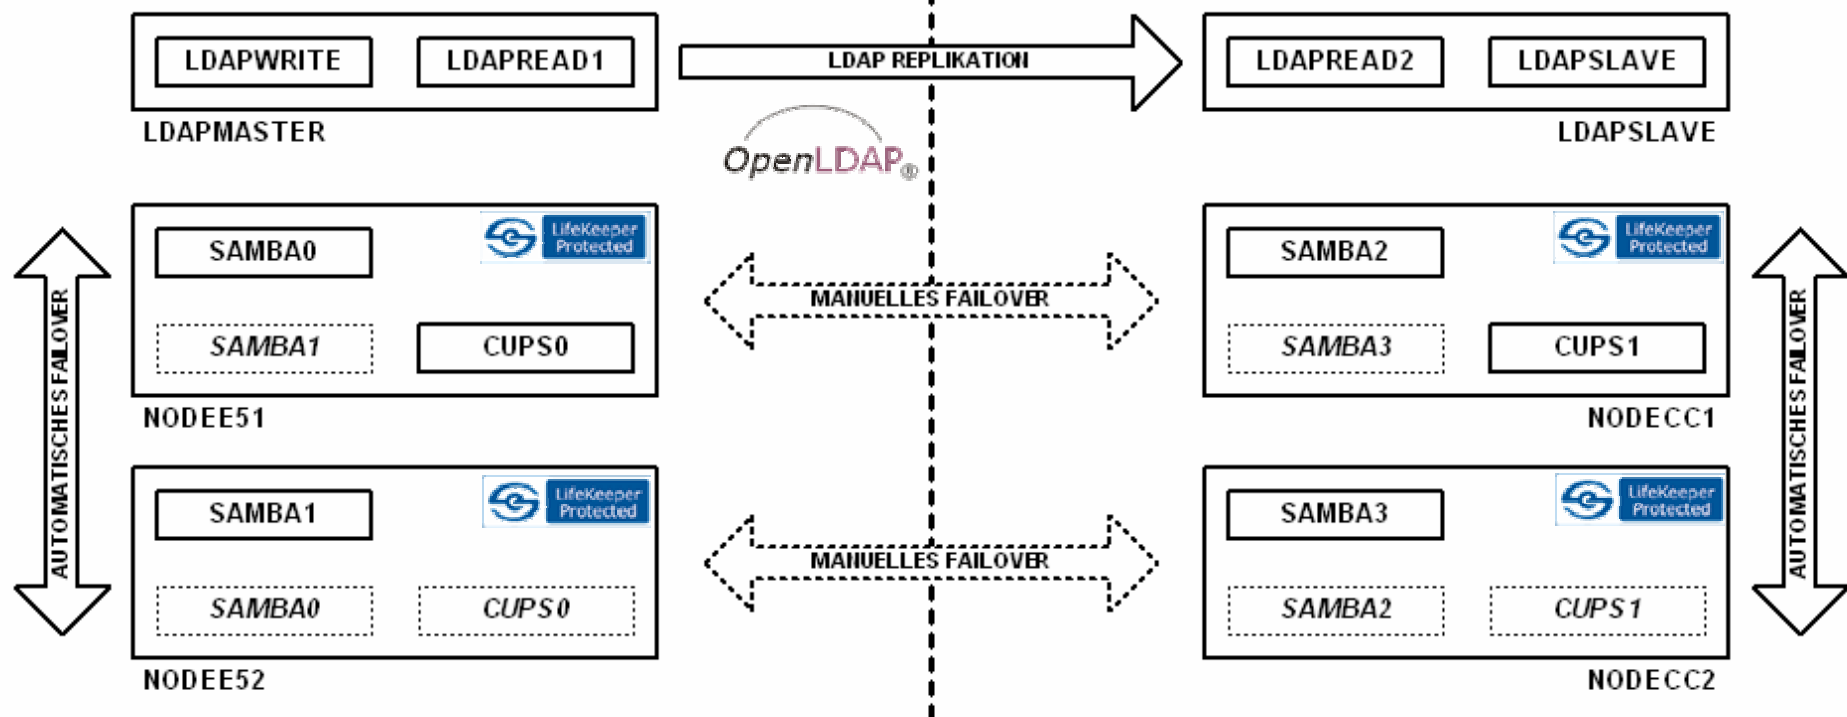 LDAPWRITE
LDAPREAD1
LDAP REPLIKATION
LDAPREAD2
LDAPSLAVE
LDAPMASTER
LDAPSLAVE
OpenLDAP®
SAMBA0
LifeKeeper
Protected
SAMBA1
CUPS0
NODEE51
MANUELLES FAILOVER
SAMBA2
LifeKeeper
Protected
SAMBA3
CUPS1
NODECC1
AUTOMATISCHES FAILOVER
AUTOMATISCHES FAILOVER
SAMBA1
LifeKeeper
Protected
SAMBA0
CUPS0
NODEE52
MANUELLES FAILOVER
SAMBA3
LifeKeeper
Protected
SAMBA2
CUPS1
NODECC2